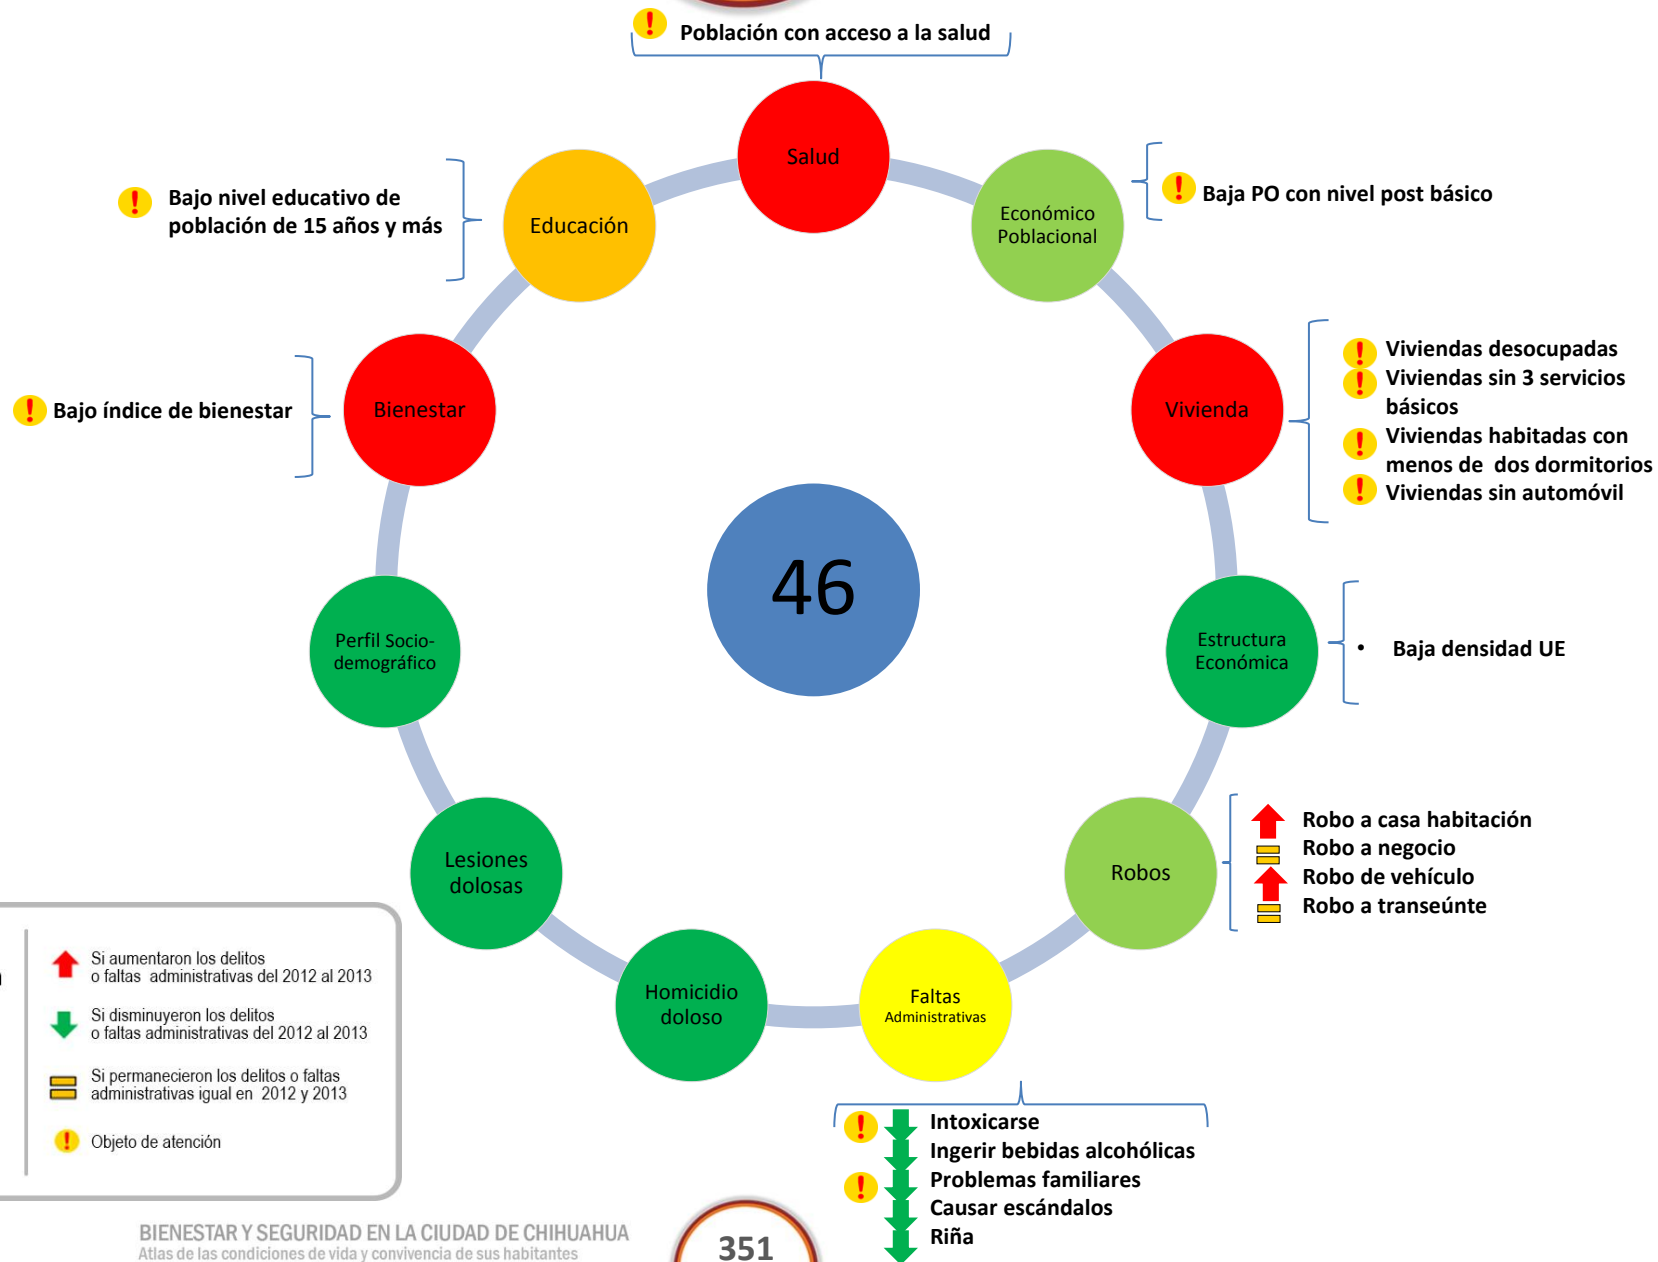 Población con acceso a la salud
Salud
Económico
Poblacional
Baja PO con nivel post básico
Bajo nivel educativo de
población de 15 años y más
Educación
Viviendas desocupadas
Viviendas sin 3 servicios
básicos
Viviendas habitadas con
menos de dos dormitorios
Viviendas sin automóvil
Vivienda
Bajo índice de bienestar
Bienestar
46
Perfil Socio-
demográfico
Estructura
Económica
• Baja densidad UE
Lesiones
dolosas
Robos
Robo a casa habitación
Robo a negocio
Robo de vehículo
Robo a transeúnte
Homicidio
doloso
Faltas
Administrativas
Si aumentaron los delitos
o faltas administrativas del 2012 al 2013
Si disminuyeron los delitos
o faltas administrativas del 2012 al 2013
Si permanecieron los delitos o faltas
administrativas igual en 2012 y 2013
Objeto de atención
Intoxicarse
Ingerir bebidas alcohólicas
Problemas familiares
Causar escándalos
Riña
BIENESTAR Y SEGURIDAD EN LA CIUDAD DE CHIHUAHUA
Atlas de las condiciones de vida y convivencia de sus habitantes
351